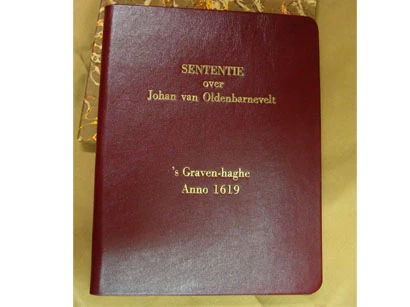 SENTENTIE
over
Johan van Oldenbarnevelt
's Graven-haghe
Anno 1619